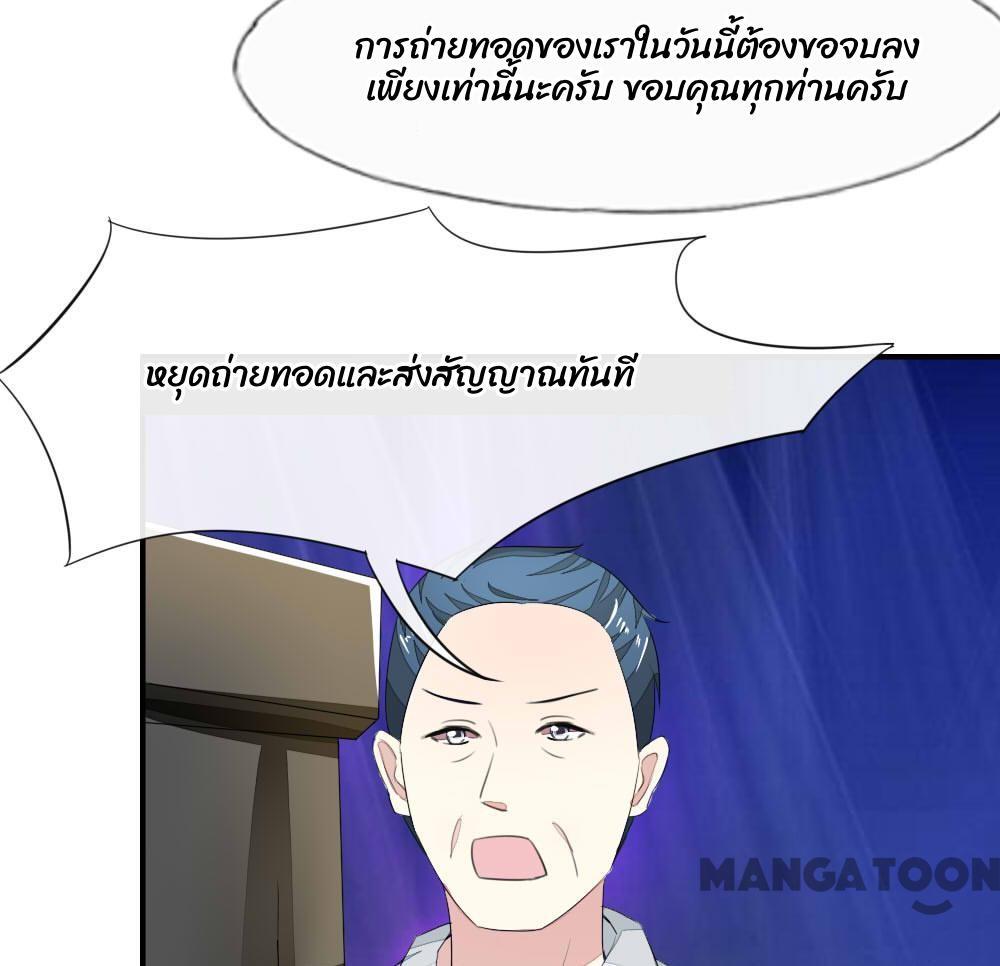 การถ่ายทอดของเราในวันนี้ต้องขอจบลง
เพียงเท่านี้นะครับ ขอบคุณทุกท่านครับ
หยุดถ่ายทอดและส่งสัญญาณทันที
MANGA TOON